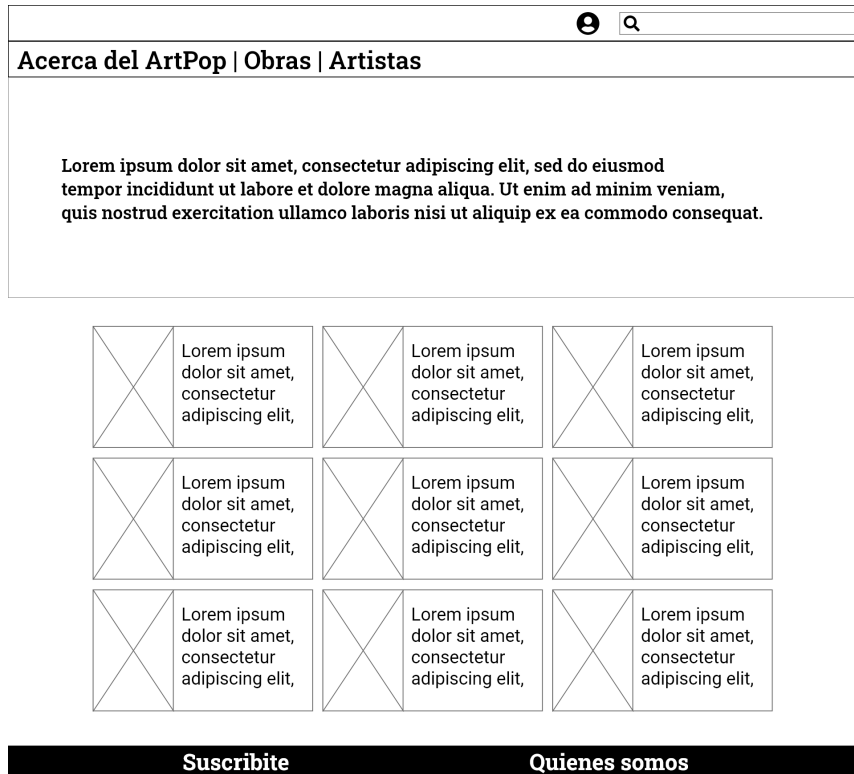 Acerca del ArtPop | Obras | Artistas
Lorem ipsum dolor sit amet, consectetur adipiscing elit, sed do eiusmod
tempor incididunt ut labore et dolore magna aliqua. Ut enim ad minim veniam,
quis nostrud exercitation ullamco laboris nisi ut aliquip ex ea commodo consequat.
Lorem ipsum
dolor sit amet,
consectetur
adipiscing elit,
Lorem ipsum
dolor sit amet,
consectetur
adipiscing elit,
Lorem ipsum
dolor sit amet,
consectetur
adipiscing elit,
Lorem ipsum
dolor sit amet,
consectetur
adipiscing elit,
Lorem ipsum
dolor sit amet,
consectetur
adipiscing elit,
Lorem ipsum
dolor sit amet,
consectetur
adipiscing elit,
Lorem ipsum
dolor sit amet,
consectetur
adipiscing elit,
Lorem ipsum
dolor sit amet,
consectetur
adipiscing elit,
Lorem ipsum
dolor sit amet,
consectetur
adipiscing elit,
Suscribite
Quienes somos